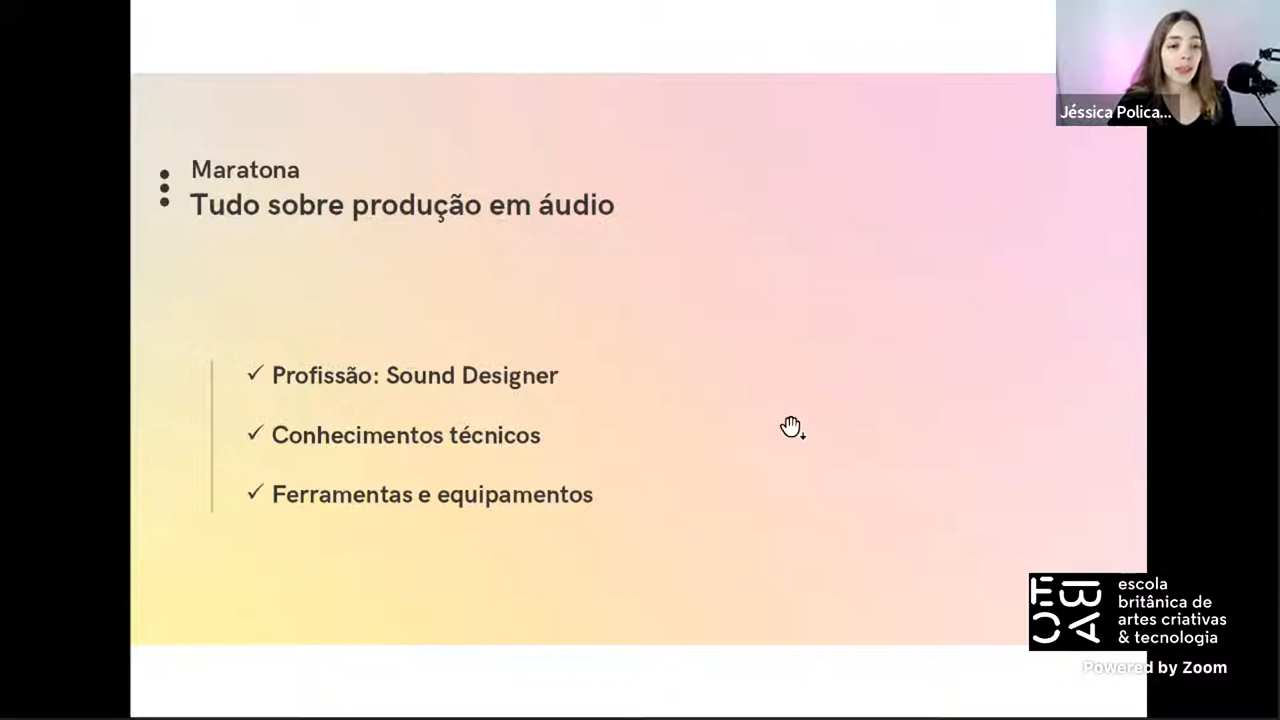 Maratona
Tudo sobre produção em áudio
✓ Profissão: Sound Designer
✓ Conhecimentos técnicos
✓ Ferramentas e equipamentos
Jéssica Polica...
EBAC
escola
britânica de
artes criativas
& tecnologia
Powered by Zoom